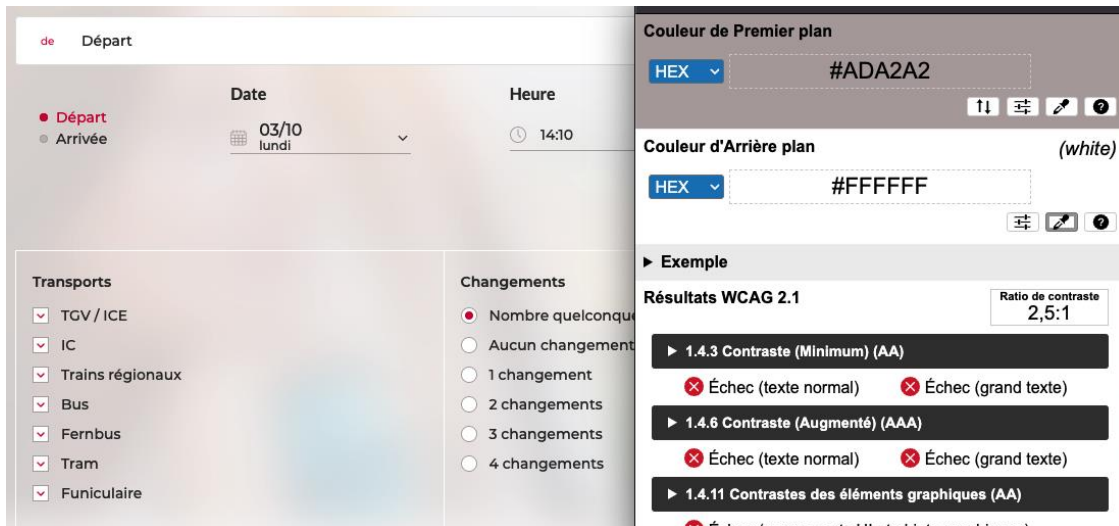 de Départ
Date
Heure
Départ
Arrivée
03/10
lundi
14:10
Transports
TGV / ICE
IC
Trains régionaux
Bus
Fernbus
Tram
Funiculaire
Changements
Nombre quelconque
Aucun changement
1 changement
2 changements
3 changements
4 changements
Couleur de Premier plan
HEX #ADA2A2
Couleur d'Arrière plan (white)
HEX #FFFFFF
Exemple
Résultats WCAG 2.1
Ratio de contraste
2,5:1
1.4.3 Contraste (Minimum) (AA)
Échec (texte normal) Échec (grand texte)
1.4.6 Contraste (Augmenté) (AAA)
Échec (texte normal) Échec (grand texte)
1.4.11 Contrastes des éléments graphiques (AA)